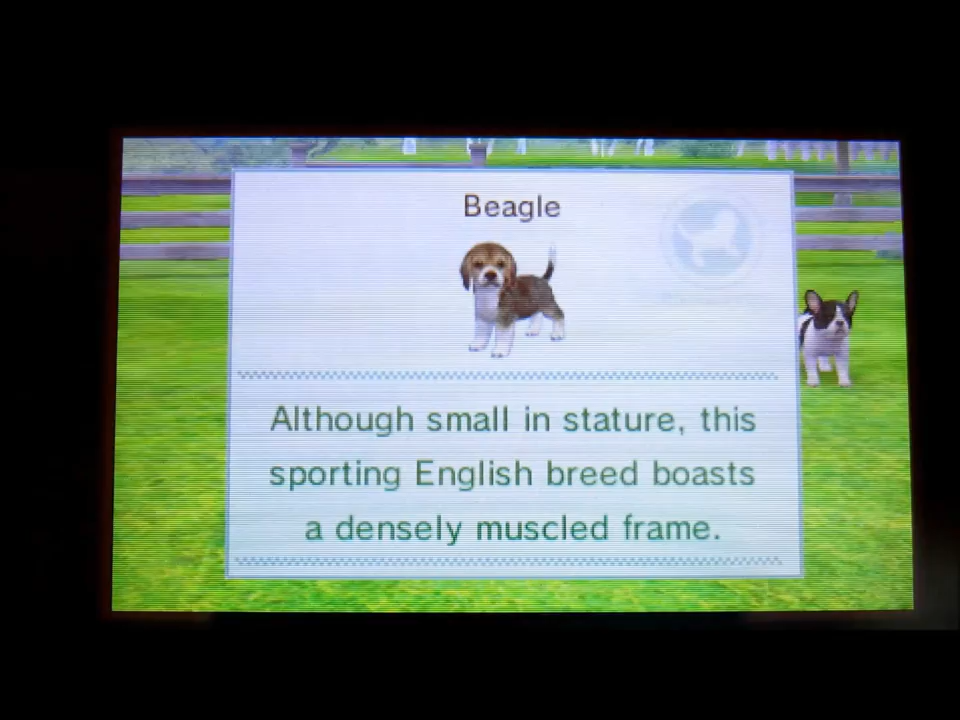 Beagle
Although small in stature, this
sporting English breed boasts
a densely muscled frame.